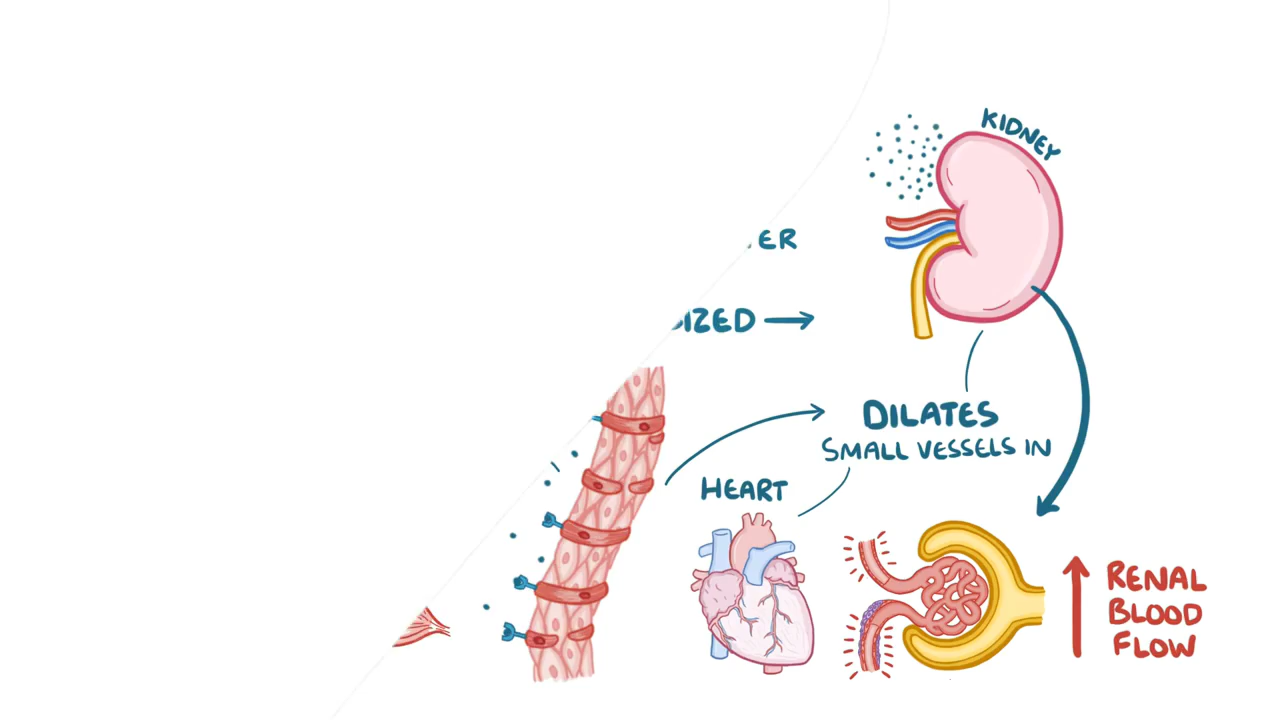 KIDNEY
ER
IZED
DILATES
SMALL VESSELS IN
HEART
RENAL
BLOOD
FLOW